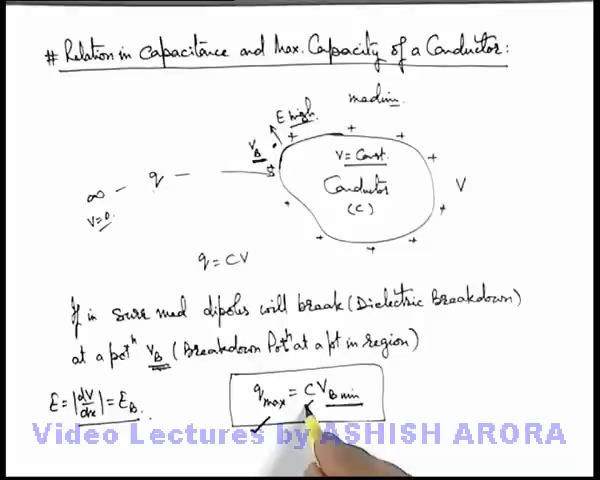 # Relation in Capacitance and Max. Capacity of a Conductor:
medium
E high.
V_B
V = Const.
Conductor
(C)
V
S
∞ — q —
V=0.
q = CV
If in surr med dipoles will break (Dielectric Breakdown)
at a potⁿ V_B (Breakdown Potⁿ at a pt in region)
E = |dV/dx| = E_B.
q_max = C V_B min
Video Lectures by ASHISH ARORA